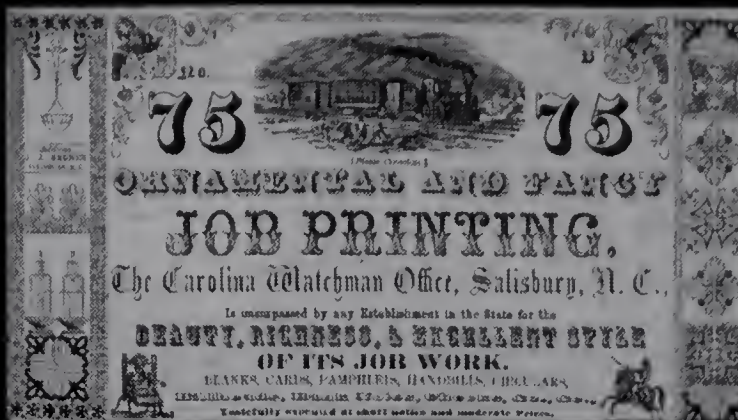 75 75
ORNAMENTAL AND FANCY
JOB PRINTING,
The Carolina Watchman Office, Salisbury, N. C.,
Is unsurpassed by any Establishment in the State for the
BEAUTY, RICHNESS, & EXCELLENT STYLE
OF ITS JOB WORK.
BLANKS, CARDS, PAMPHLETS, HANDBILLS, CIRCULARS,
Tastefully executed at short notice and moderate prices.